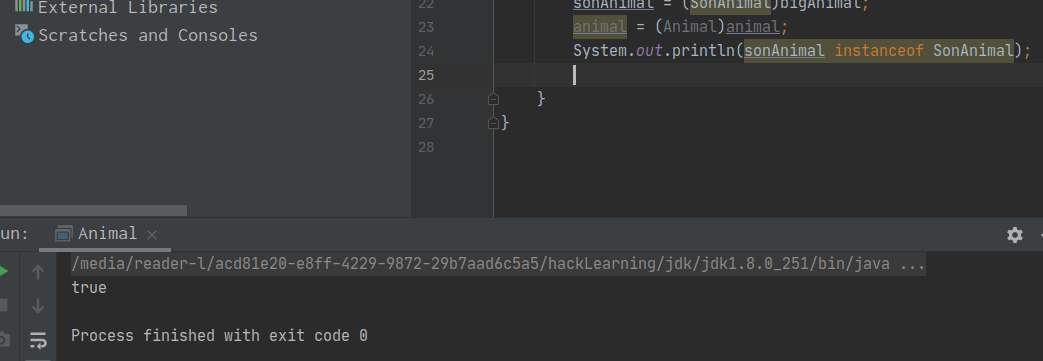 External Libraries
Scratches and Consoles
22 sonAnimal = (SonAnimal)bigAnimal;
23 animal = (Animal)animal;
24 System.out.println(sonAnimal instanceof SonAnimal);
25
26 }
27 }
28
un: Animal ×
/media/reader-l/acd81e20-e8ff-4229-9872-29b7aad6c5a5/hackLearning/jdk/jdk1.8.0_251/bin/java ...
true
Process finished with exit code 0